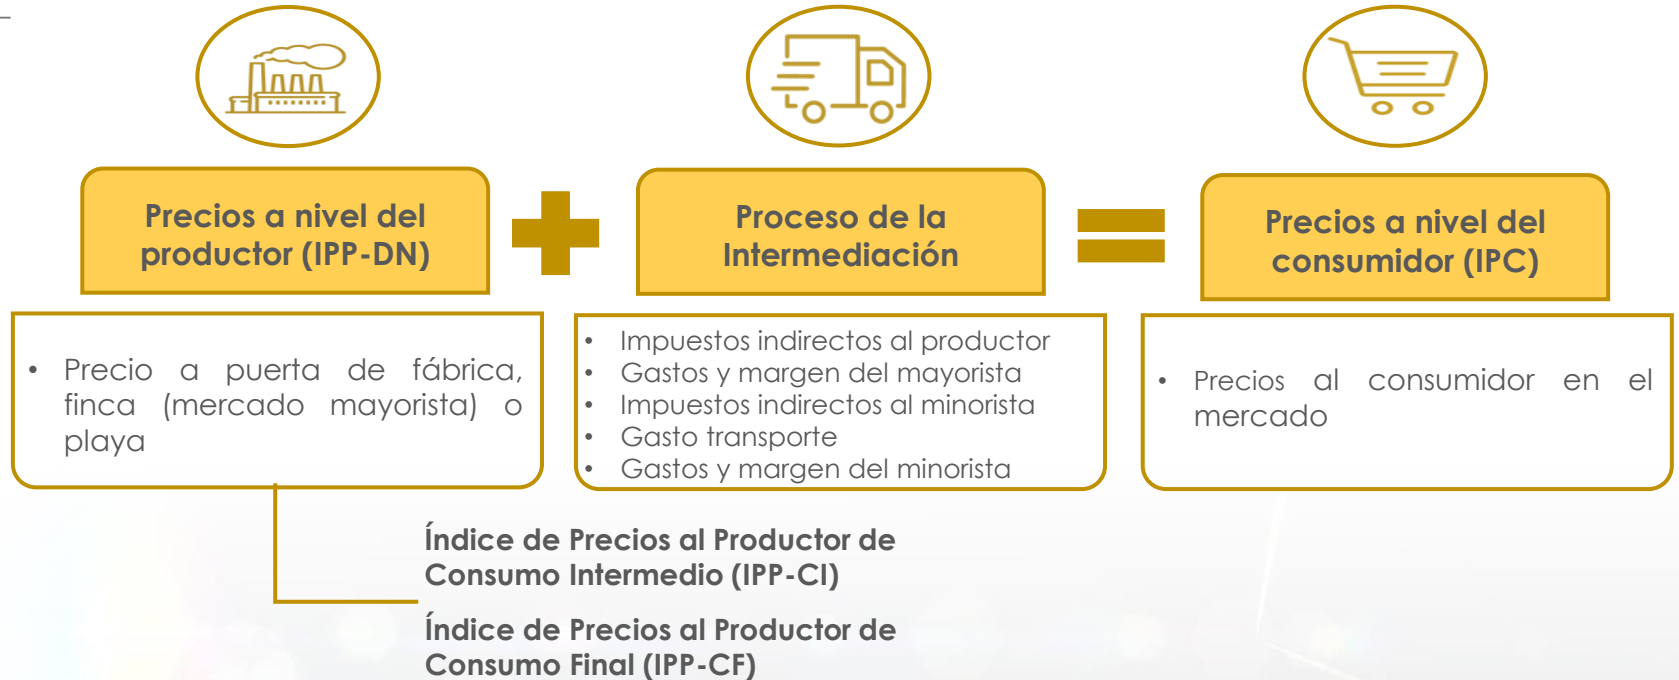 Precios a nivel del
productor (IPP-DN)
Proceso de la
Intermediación
Precios a nivel del
consumidor (IPC)
• Precio a puerta de fábrica,
finca (mercado mayorista) o
playa
• Impuestos indirectos al productor
• Gastos y margen del mayorista
• Impuestos indirectos al minorista
• Gasto transporte
• Gastos y margen del minorista
• Precios al consumidor en el
mercado
Índice de Precios al Productor de
Consumo Intermedio (IPP-CI)
Índice de Precios al Productor de
Consumo Final (IPP-CF)